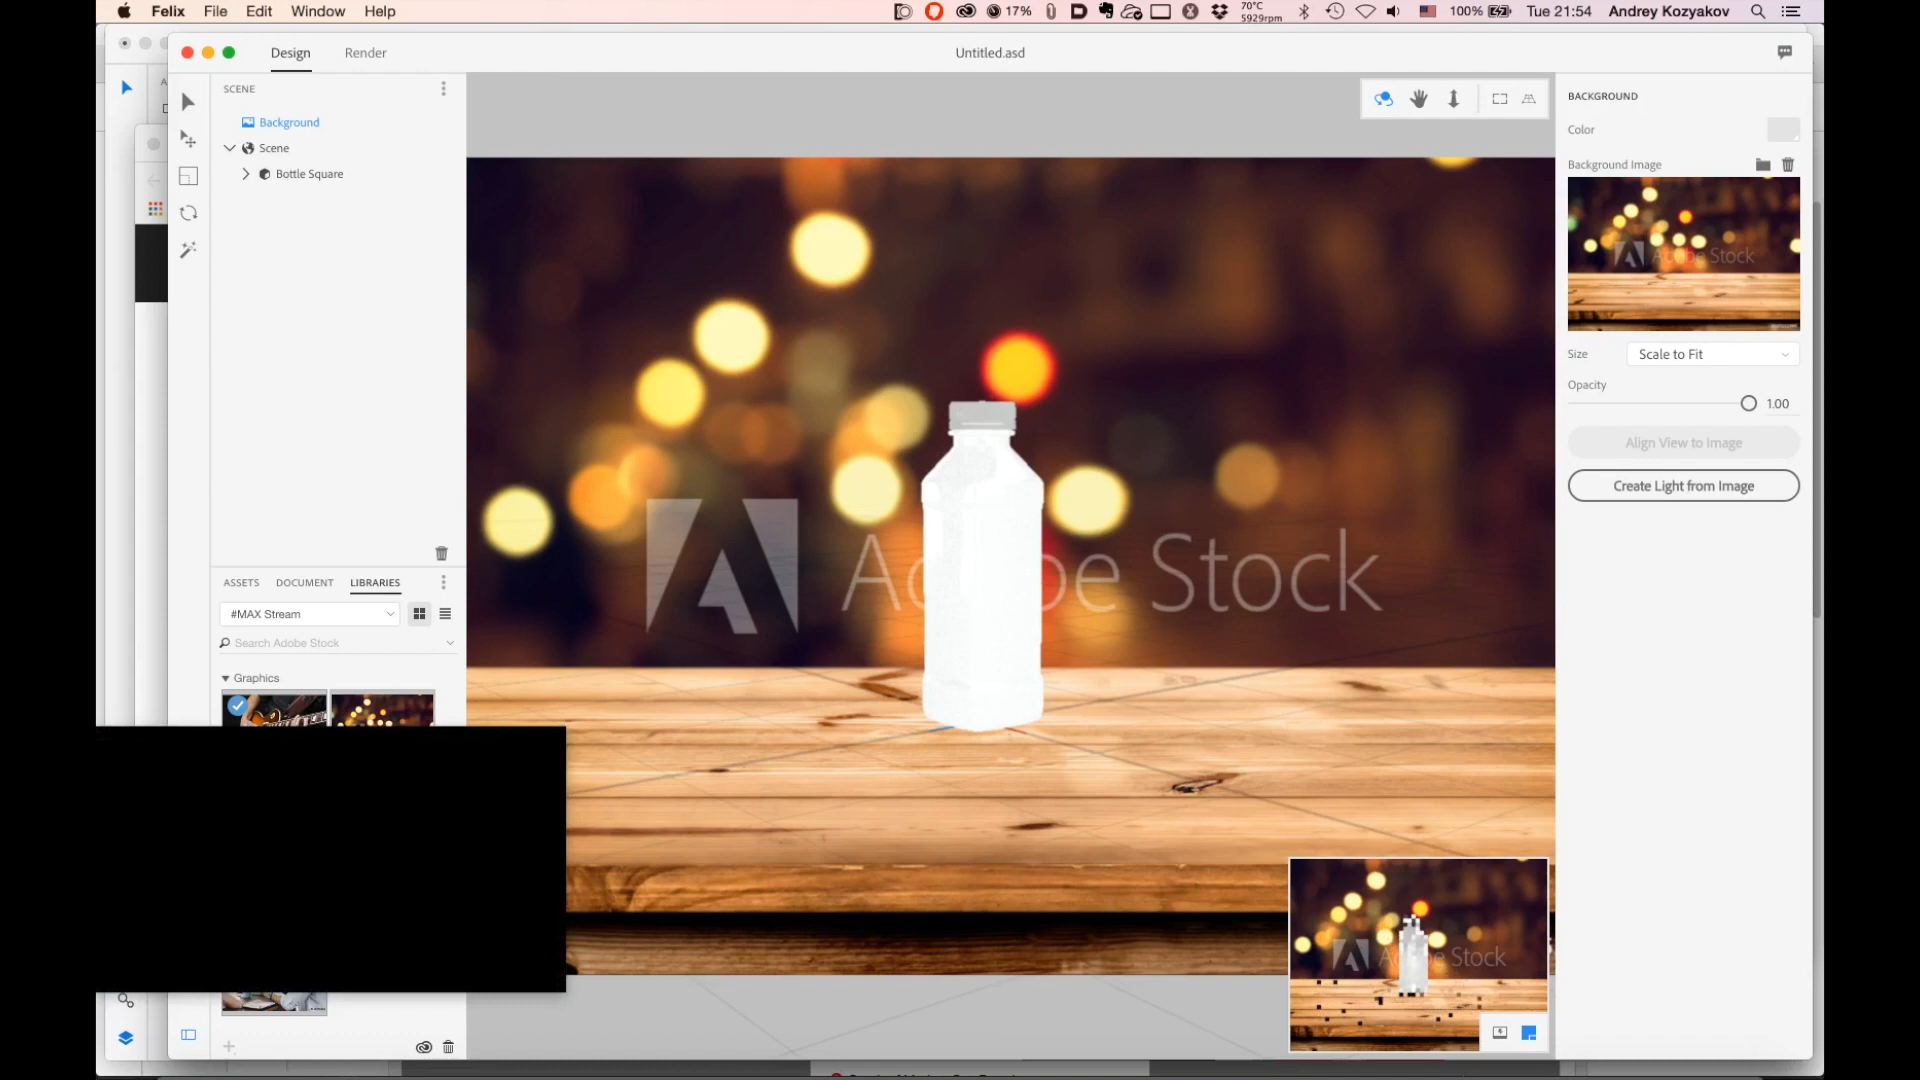 Felix File Edit Window Help
17% 70°C 5929rpm 100% Tue 21:54 Andrey Kozyakov
Design Render
Untitled.asd
SCENE
Background
Scene
Bottle Square
ASSETS DOCUMENT LIBRARIES
#MAX Stream
Search Adobe Stock
Graphics
Adobe Stock
BACKGROUND
Color
Background Image
Adobe Stock
Size Scale to Fit
Opacity
1.00
Align View to Image
Create Light from Image